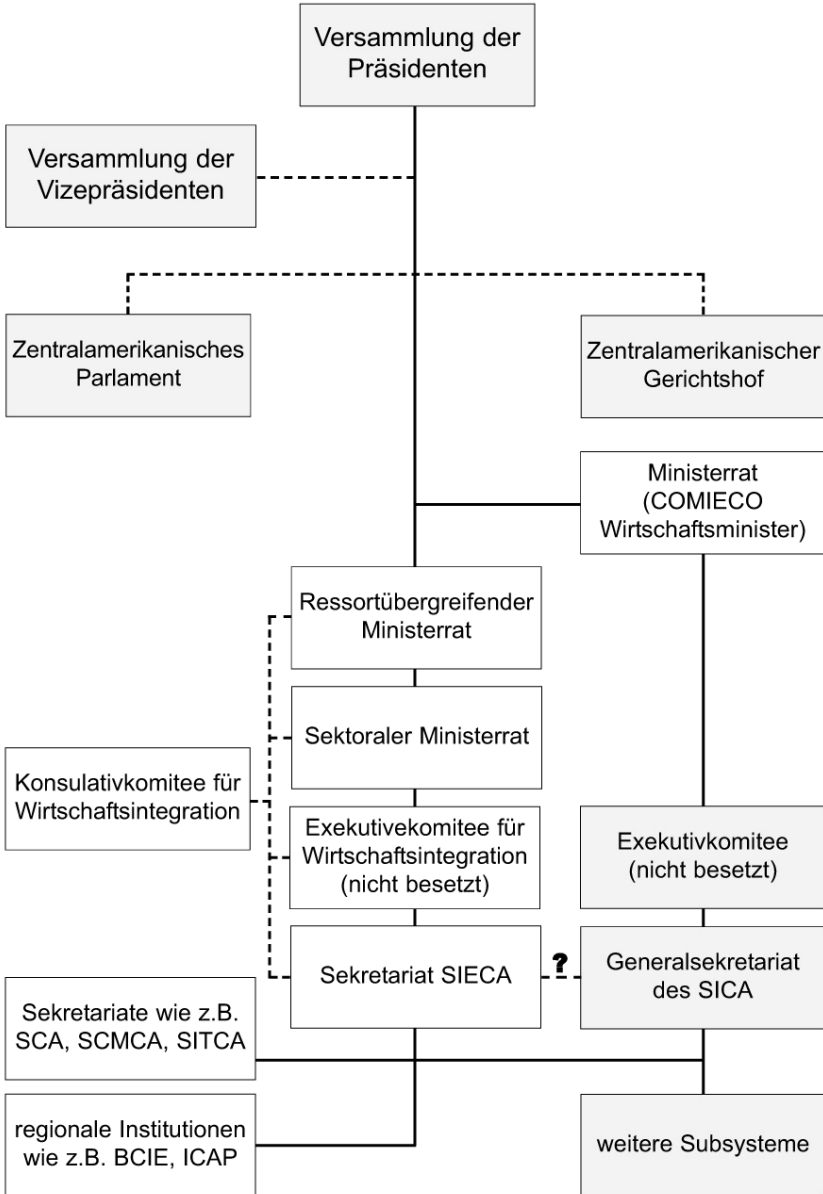 Versammlung der
Präsidenten
Versammlung der
Vizepräsidenten
Zentralamerikanisches
Parlament
Zentralamerikanischer
Gerichtshof
Ministerrat
(COMIECO
Wirtschaftsminister)
Ressortübergreifender
Ministerrat
Sektoraler Ministerrat
Konsulativkomitee für
Wirtschaftsintegration
Exekutivekomitee für
Wirtschaftsintegration
(nicht besetzt)
Exekutivkomitee
(nicht besetzt)
Sekretariat SIECA
?
Generalsekretariat
des SICA
Sekretariate wie z.B.
SCA, SCMCA, SITCA
regionale Institutionen
wie z.B. BCIE, ICAP
weitere Subsysteme